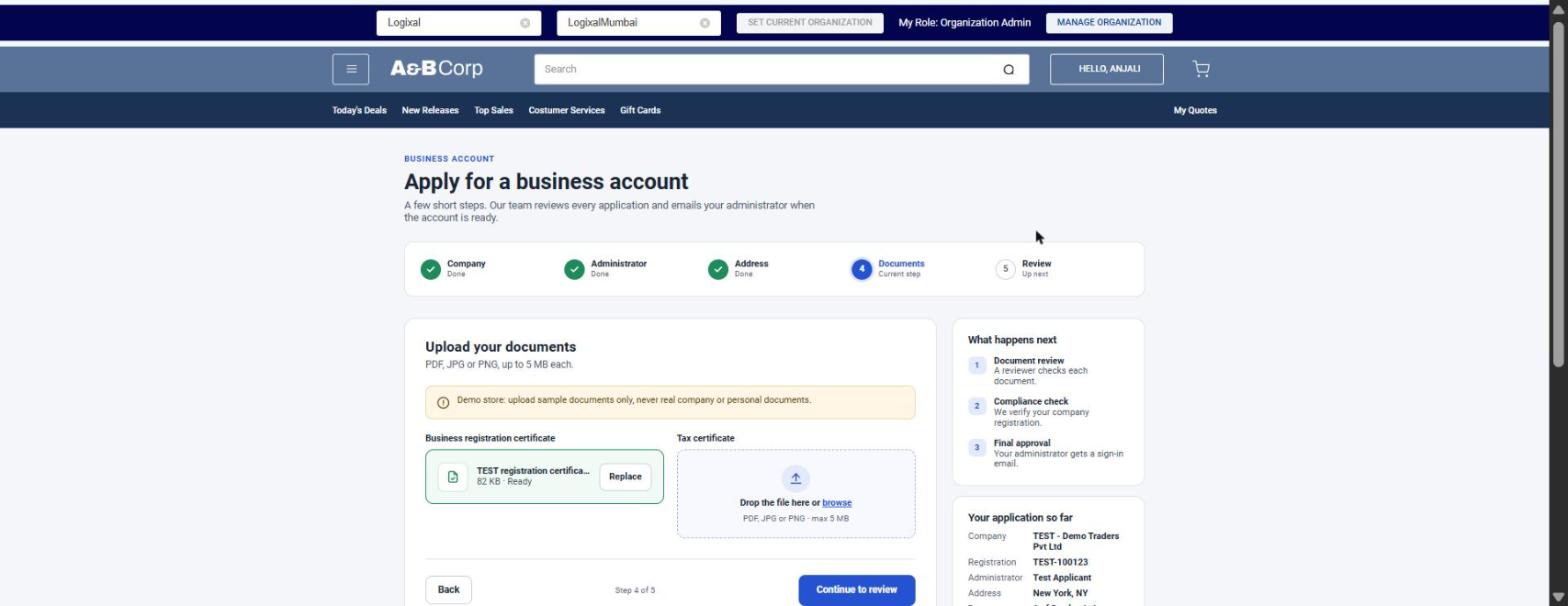 Logixal
LogixalMumbai
SET CURRENT ORGANIZATION
My Role: Organization Admin
MANAGE ORGANIZATION
A&BCorp
Search
HELLO, ANJALI
Today's Deals
New Releases
Top Sales
Costumer Services
Gift Cards
My Quotes
BUSINESS ACCOUNT
Apply for a business account
A few short steps. Our team reviews every application and emails your administrator when
the account is ready.
Company
Done
Administrator
Done
Address
Done
4
Documents
Current step
5
Review
Up next
Upload your documents
PDF, JPG or PNG, up to 5 MB each.
Demo store: upload sample documents only, never real company or personal documents.
Business registration certificate
TEST registration certifica...
82 KB · Ready
Replace
Tax certificate
Drop the file here or browse
PDF, JPG or PNG · max 5 MB
Back
Step 4 of 5
Continue to review
What happens next
1
Document review
A reviewer checks each
document.
2
Compliance check
We verify your company
registration.
3
Final approval
Your administrator gets a sign-in
email.
Your application so far
Company
TEST - Demo Traders
Pvt Ltd
Registration
TEST-100123
Administrator
Test Applicant
Address
New York, NY